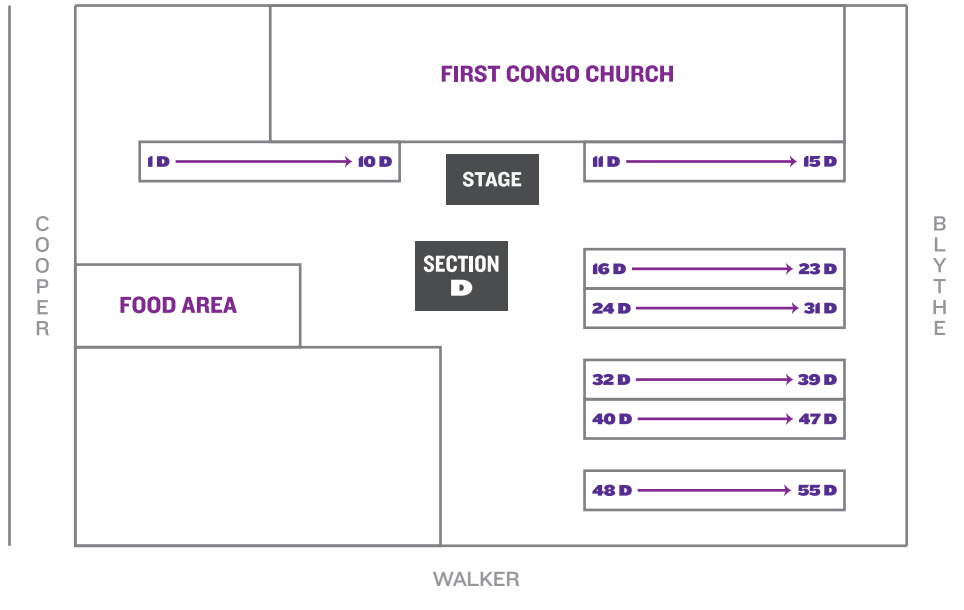 FIRST CONGO CHURCH
1 D 10 D
STAGE
11 D 15 D
COOPER
BLYTHE
SECTION
D
16 D 23 D
FOOD AREA
24 D 31 D
32 D 39 D
40 D 47 D
48 D 55 D
WALKER